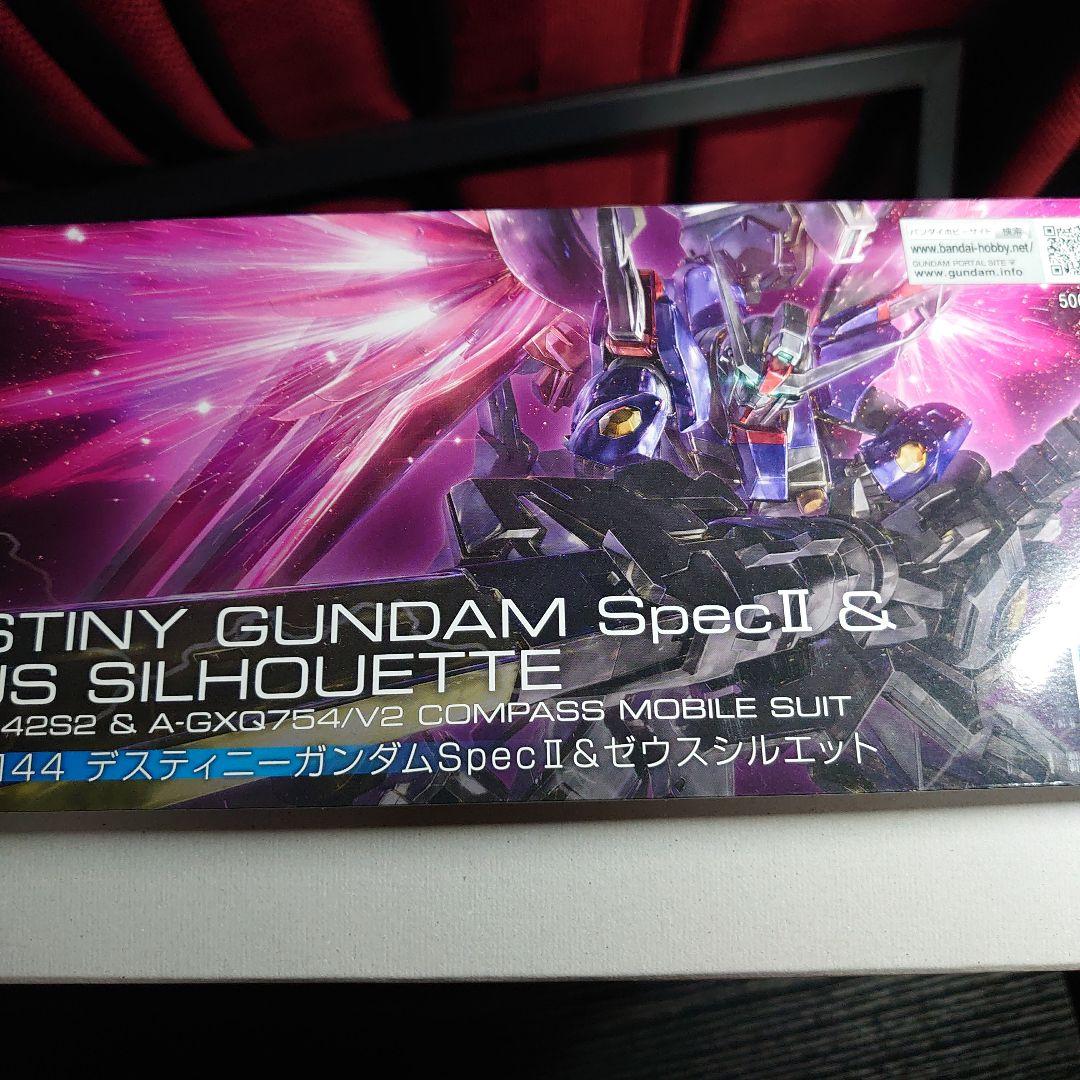 II
バンダイホビーサイト 検索
www.bandai-hobby.net/
GUNDAM PORTAL SITE
www.gundam.info
500
STINY GUNDAM SpecII &
US SILHOUETTE
42S2 & A-GXQ754/V2 COMPASS MOBILE SUIT
144 デスティニーガンダムSpecII&ゼウスシルエット